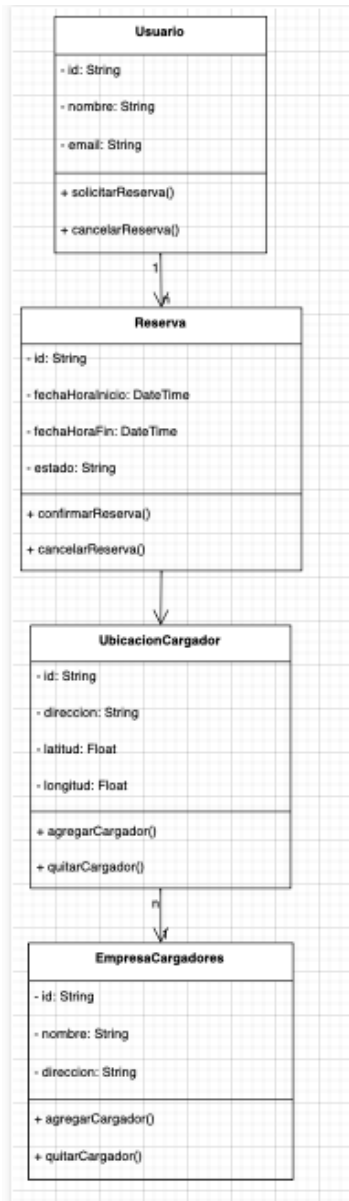 Usuario
- id: String
- nombre: String
- email: String
+ solicitarReserva()
+ cancelarReserva()
1
n
Reserva
- id: String
- fechaHoraInicio: DateTime
- fechaHoraFin: DateTime
- estado: String
+ confirmarReserva()
+ cancelarReserva()
UbicacionCargador
- id: String
- direccion: String
- latitud: Float
- longitud: Float
+ agregarCargador()
+ quitarCargador()
n
1
EmpresaCargadores
- id: String
- nombre: String
- direccion: String
+ agregarCargador()
+ quitarCargador()